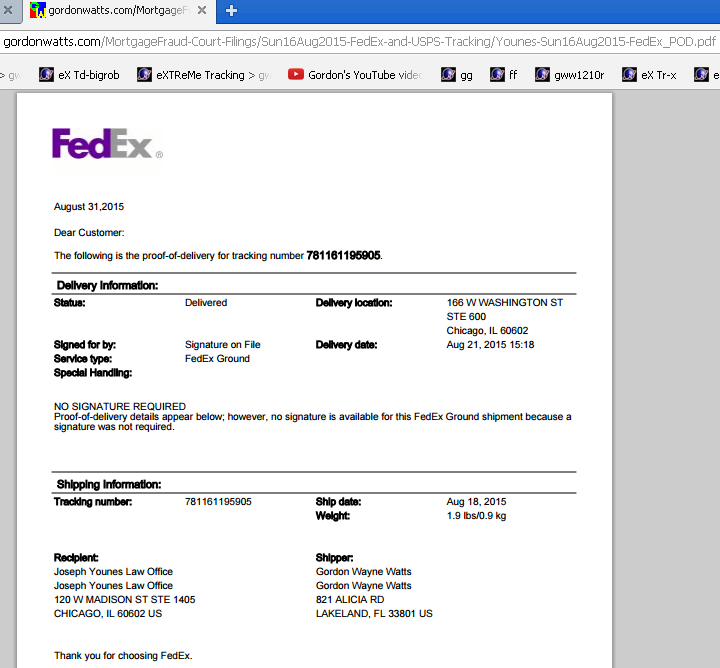 gordonwatts.com/MortgageF
gordonwatts.com/MortgageFraud-Court-Filings/Sun16Aug2015-FedEx-and-USPS-Tracking/Younes-Sun16Aug2015-FedEx_POD.pdf
> gw eX Td-bigrob eXTReMe Tracking > gw Gordon's YouTube video gg ff gww1210r eX Tr-x e
FedEx ®
August 31,2015
Dear Customer:
The following is the proof-of-delivery for tracking number 781161195905.
Delivery Information:
Status: Delivered Delivery location: 166 W WASHINGTON ST
STE 600
Chicago, IL 60602
Signed for by: Signature on File Delivery date: Aug 21, 2015 15:18
Service type: FedEx Ground
Special Handling:
NO SIGNATURE REQUIRED
Proof-of-delivery details appear below; however, no signature is available for this FedEx Ground shipment because a
signature was not required.
Shipping Information:
Tracking number: 781161195905 Ship date: Aug 18, 2015
Weight: 1.9 lbs/0.9 kg
Recipient: Shipper:
Joseph Younes Law Office Gordon Wayne Watts
Joseph Younes Law Office Gordon Wayne Watts
120 W MADISON ST STE 1405 821 ALICIA RD
CHICAGO, IL 60602 US LAKELAND, FL 33801 US
Thank you for choosing FedEx.